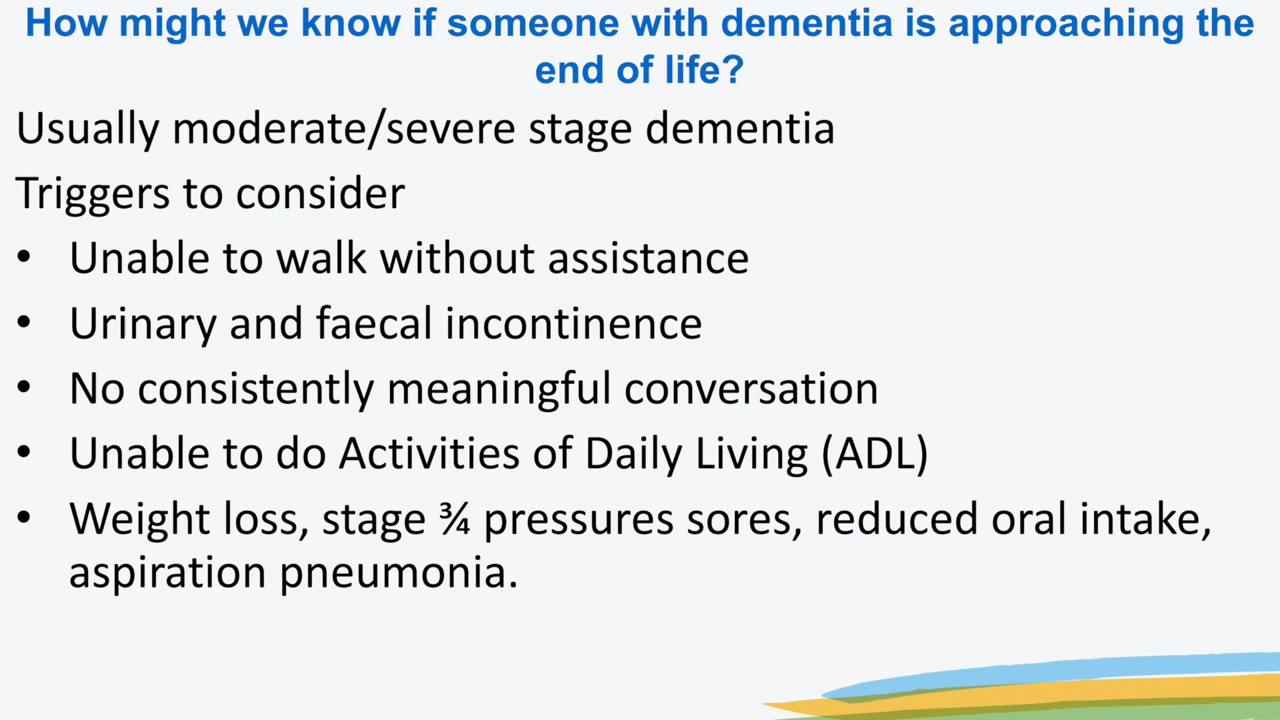 How might we know if someone with dementia is approaching the
end of life?
Usually moderate/severe stage dementia
Triggers to consider
• Unable to walk without assistance
• Urinary and faecal incontinence
• No consistently meaningful conversation
• Unable to do Activities of Daily Living (ADL)
• Weight loss, stage ¾ pressures sores, reduced oral intake,
aspiration pneumonia.